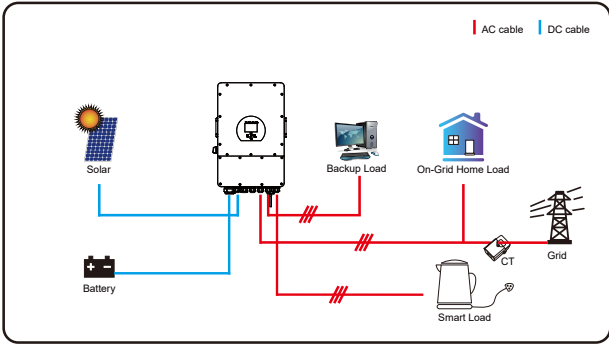 AC cable
DC cable
Solar
Backup Load
On-Grid Home Load
CT
Grid
Battery
Smart Load